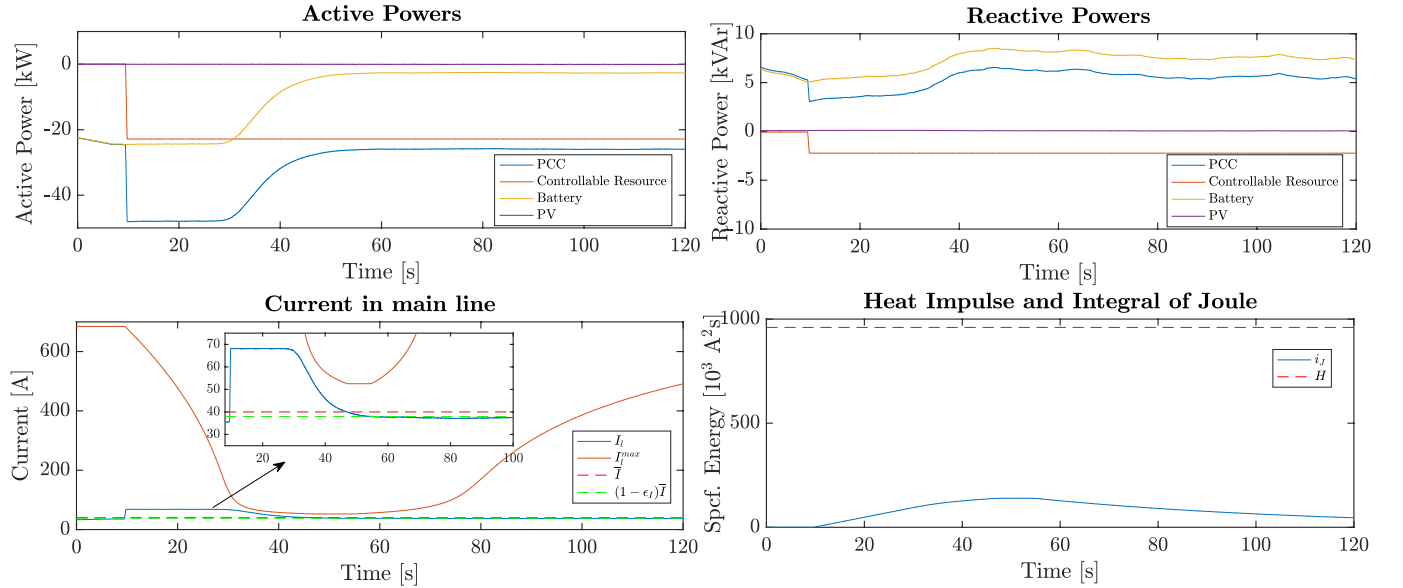 Active Powers
Active Power [kW]
0
-20
-40
PCC
Controllable Resource
Battery
PV
0 20 40 60 80 100 120
Time [s]
Reactive Powers
Reactive Power [kVAr]
10
5
0
-5
-10
PCC
Controllable Resource
Battery
PV
0 20 40 60 80 100 120
Time [s]
Current in main line
Current [A]
600
400
200
0
70
60
50
40
30
20 40 60 80 100
I_l
I_l^{max}
I̅
(1 − ϵ_I)I̅
0 20 40 60 80 100 120
Time [s]
Heat Impulse and Integral of Joule
Spcf. Energy [10³ A²s]
1000
500
0
i_J
H
0 20 40 60 80 100 120
Time [s]